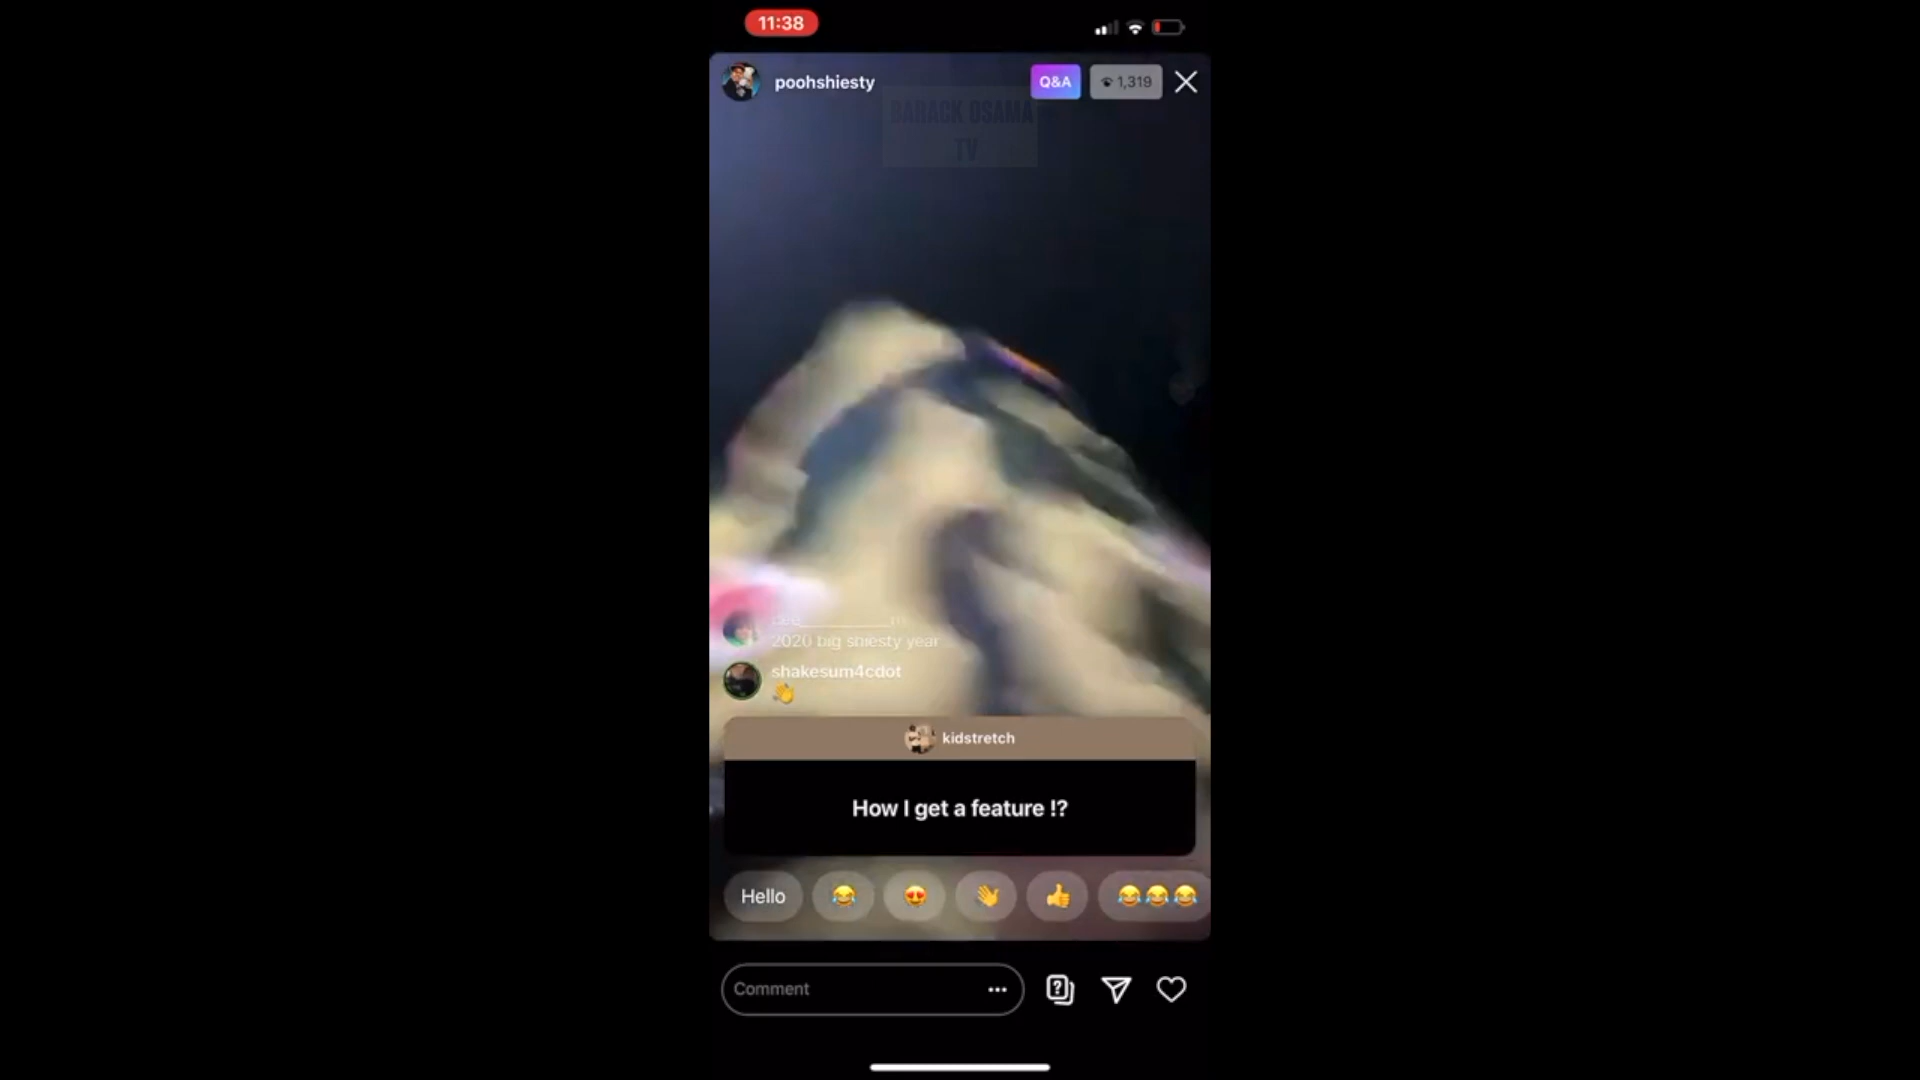 11:38
poohshiesty
Q&A
1,319
BARACK OSAMA
TV
2020 big shiesty year
shakesum4cdot
kidstretch
How I get a feature !?
Hello
Comment